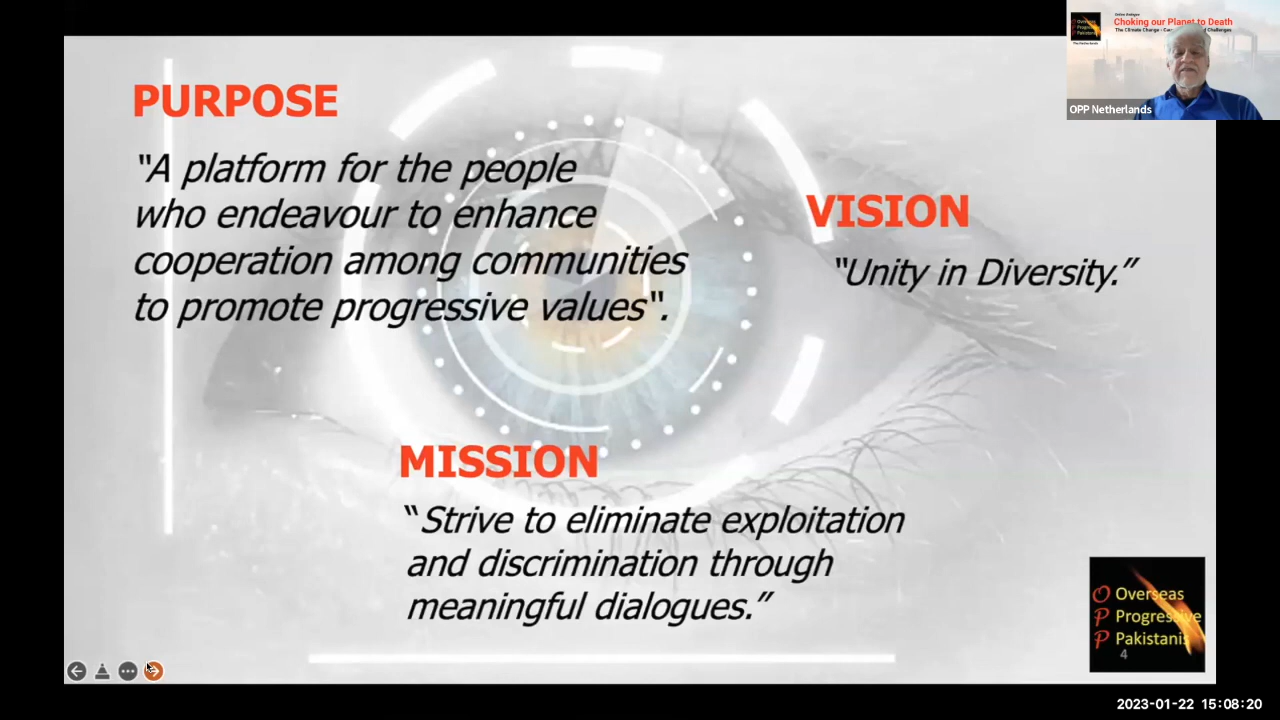 PURPOSE
“A platform for the people
who endeavour to enhance
cooperation among communities
to promote progressive values“.
VISION
“Unity in Diversity.”
MISSION
“Strive to eliminate exploitation
and discrimination through
meaningful dialogues.”
O Overseas
P Progressive
P Pakistanis
4
Choking our Planet to Death
OPP Netherlands
2023-01-22 15:08:20